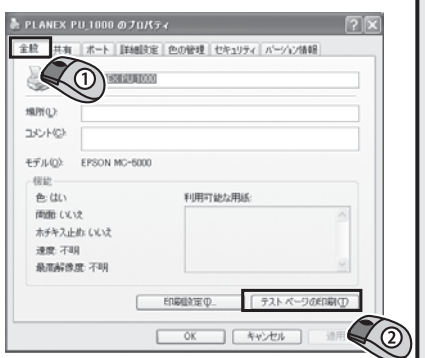 PLANEX PU_1000 のプロパティ
全般 共有 ポート 詳細設定 色の管理 セキュリティ バージョン情報
①
EX PU 1000
場所(L):
コメント(C):
モデル(O): EPSON MC-5000
機能
色: はい 利用可能な用紙:
両面: いいえ
ホチキス止め: いいえ
速度: 不明
最高解像度: 不明
印刷設定(I)... テスト ページの印刷(T)
OK キャンセル 適用
②